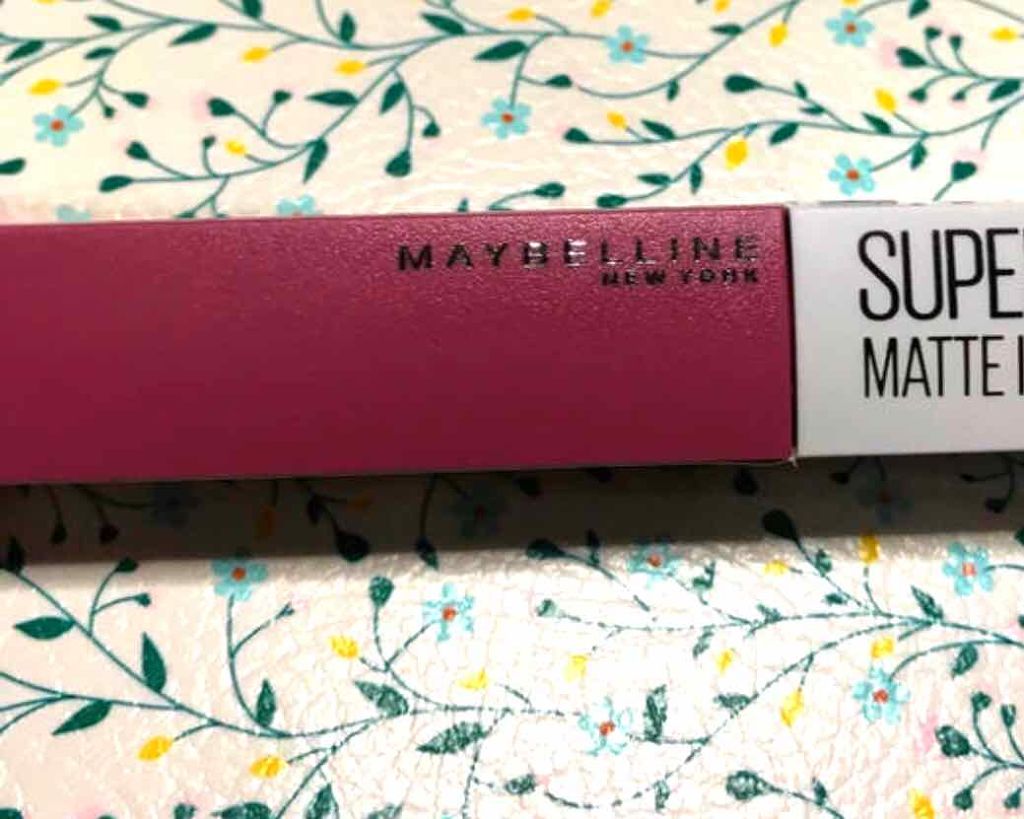 MAYBELLINE
NEW YORK
SUPE
MATTE I